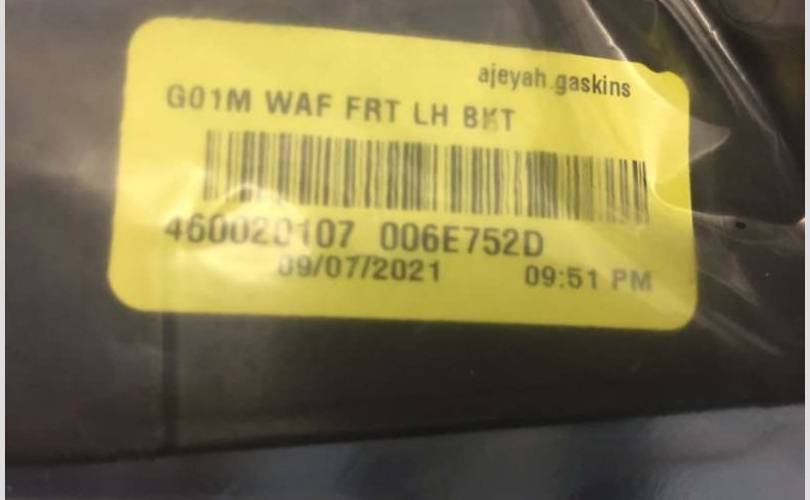 ajeyah.gaskins
G01M WAF FRT LH BKT
460020107 006E752D
09/07/2021 09:51 PM